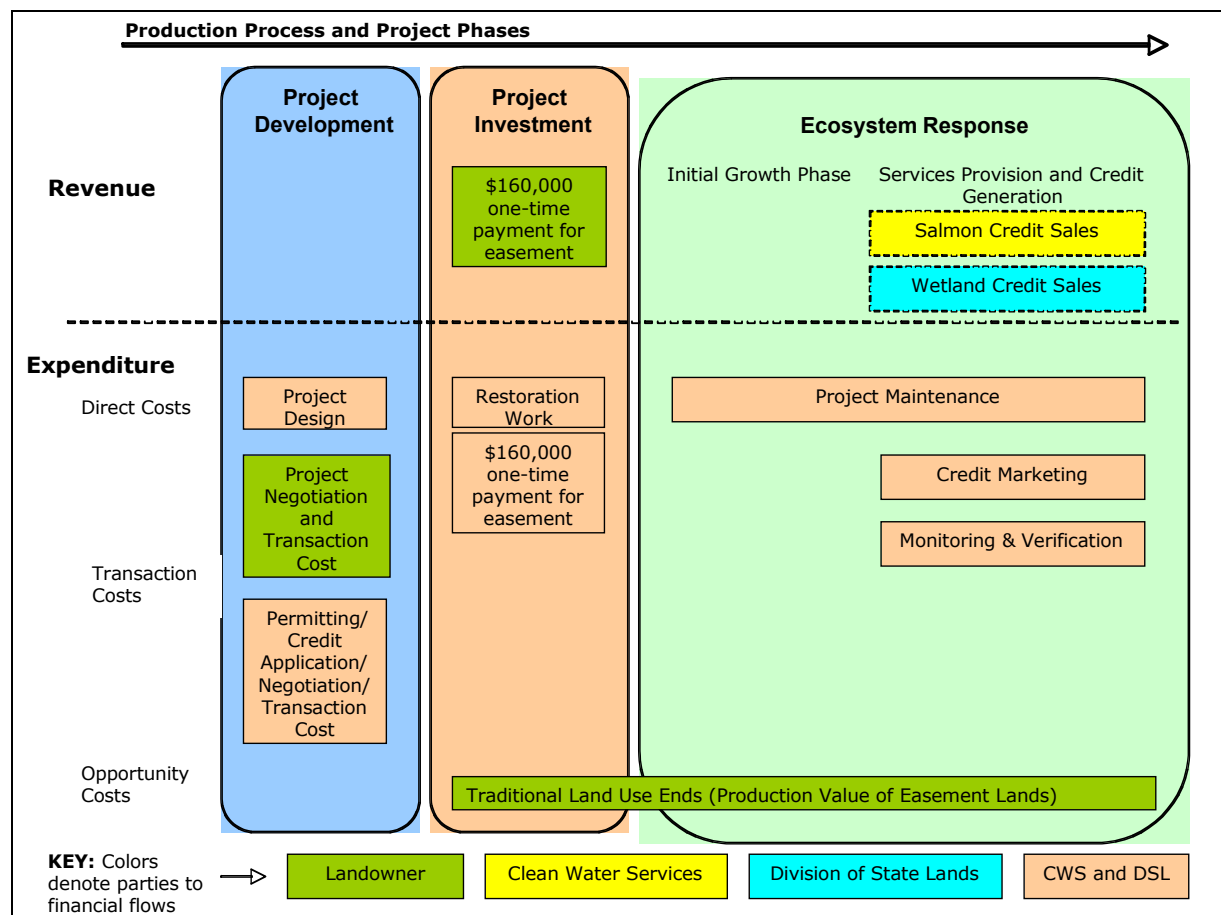 Production Process and Project Phases
Project
Development
Project
Investment
Ecosystem Response
Revenue
$160,000
one-time
payment for
easement
Initial Growth Phase
Services Provision and Credit
Generation
Salmon Credit Sales
Wetland Credit Sales
Expenditure
Direct Costs
Project
Design
Restoration
Work
Project Maintenance
Project
Negotiation
and
Transaction
Cost
$160,000
one-time
payment for
easement
Credit Marketing
Monitoring & Verification
Transaction
Costs
Permitting/
Credit
Application/
Negotiation/
Transaction
Cost
Opportunity
Costs
Traditional Land Use Ends (Production Value of Easement Lands)
KEY: Colors
denote parties to
financial flows
Landowner
Clean Water Services
Division of State Lands
CWS and DSL